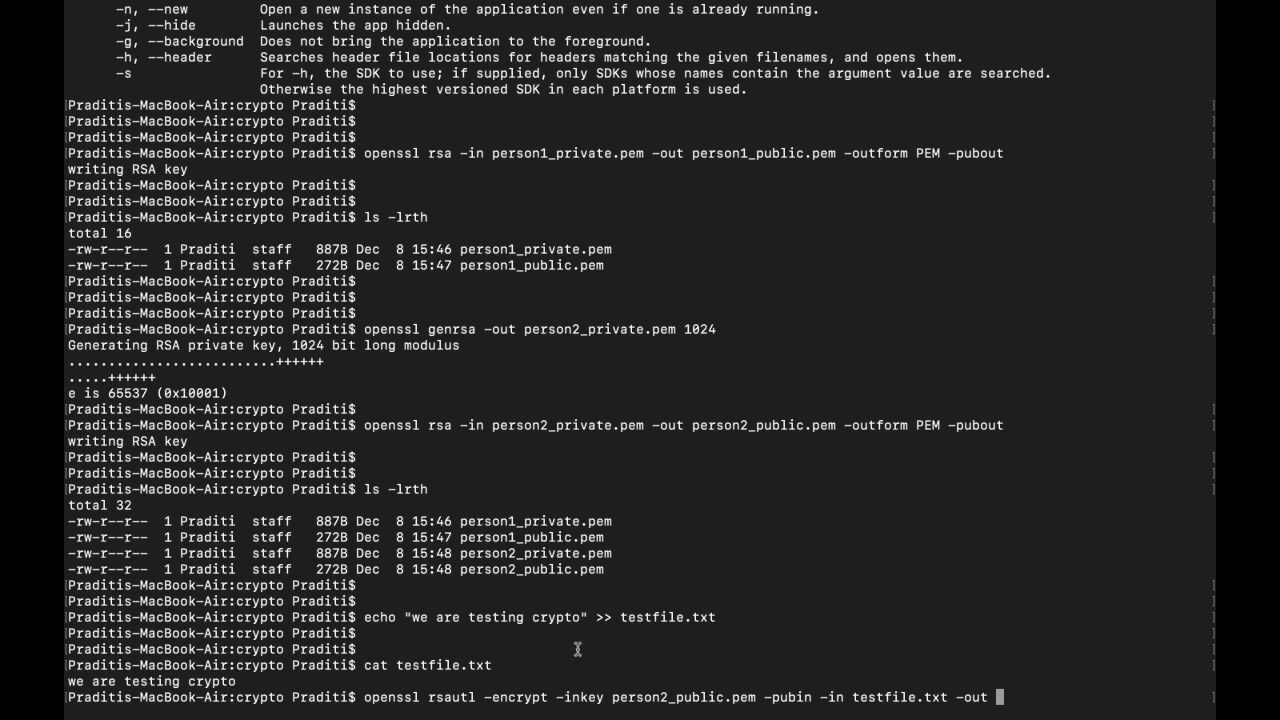 -n, --new         Open a new instance of the application even if one is already running.
-j, --hide        Launches the app hidden.
-g, --background  Does not bring the application to the foreground.
-h, --header      Searches header file locations for headers matching the given filenames, and opens them.
-s                For -h, the SDK to use; if supplied, only SDKs whose names contain the argument value are searched.
                  Otherwise the highest versioned SDK in each platform is used.
[Praditis-MacBook-Air:crypto Praditi$ ]
[Praditis-MacBook-Air:crypto Praditi$ ]
[Praditis-MacBook-Air:crypto Praditi$ ]
[Praditis-MacBook-Air:crypto Praditi$ openssl rsa -in person1_private.pem -out person1_public.pem -outform PEM -pubout ]
writing RSA key
[Praditis-MacBook-Air:crypto Praditi$ ]
[Praditis-MacBook-Air:crypto Praditi$ ]
[Praditis-MacBook-Air:crypto Praditi$ ls -lrth ]
total 16
-rw-r--r--  1 Praditi  staff   887B Dec  8 15:46 person1_private.pem
-rw-r--r--  1 Praditi  staff   272B Dec  8 15:47 person1_public.pem
[Praditis-MacBook-Air:crypto Praditi$ ]
[Praditis-MacBook-Air:crypto Praditi$ ]
[Praditis-MacBook-Air:crypto Praditi$ ]
[Praditis-MacBook-Air:crypto Praditi$ openssl genrsa -out person2_private.pem 1024 ]
Generating RSA private key, 1024 bit long modulus
..........................++++++
.....++++++
e is 65537 (0x10001)
[Praditis-MacBook-Air:crypto Praditi$ ]
[Praditis-MacBook-Air:crypto Praditi$ openssl rsa -in person2_private.pem -out person2_public.pem -outform PEM -pubout ]
writing RSA key
[Praditis-MacBook-Air:crypto Praditi$ ]
[Praditis-MacBook-Air:crypto Praditi$ ]
[Praditis-MacBook-Air:crypto Praditi$ ls -lrth ]
total 32
-rw-r--r--  1 Praditi  staff   887B Dec  8 15:46 person1_private.pem
-rw-r--r--  1 Praditi  staff   272B Dec  8 15:47 person1_public.pem
-rw-r--r--  1 Praditi  staff   887B Dec  8 15:48 person2_private.pem
-rw-r--r--  1 Praditi  staff   272B Dec  8 15:48 person2_public.pem
[Praditis-MacBook-Air:crypto Praditi$ ]
[Praditis-MacBook-Air:crypto Praditi$ ]
[Praditis-MacBook-Air:crypto Praditi$ echo "we are testing crypto" >> testfile.txt ]
[Praditis-MacBook-Air:crypto Praditi$ ]
[Praditis-MacBook-Air:crypto Praditi$ ]
[Praditis-MacBook-Air:crypto Praditi$ cat testfile.txt ]
we are testing crypto
Praditis-MacBook-Air:crypto Praditi$ openssl rsautl -encrypt -inkey person2_public.pem -pubin -in testfile.txt -out